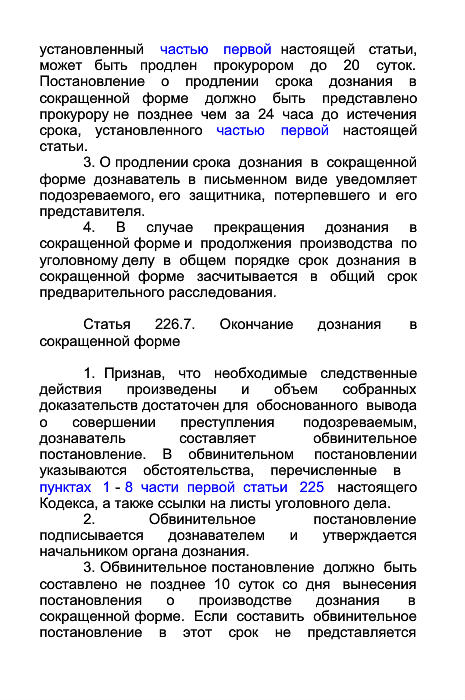 установленный частью первой настоящей статьи,
может быть продлен прокурором до 20 суток.
Постановление о продлении срока дознания в
сокращенной форме должно быть представлено
прокурору не позднее чем за 24 часа до истечения
срока, установленного частью первой настоящей
статьи.
3. О продлении срока дознания в сокращенной
форме дознаватель в письменном виде уведомляет
подозреваемого, его защитника, потерпевшего и его
представителя.
4. В случае прекращения дознания в
сокращенной форме и продолжения производства по
уголовному делу в общем порядке срок дознания в
сокращенной форме засчитывается в общий срок
предварительного расследования.
Статья 226.7. Окончание дознания в
сокращенной форме
1. Признав, что необходимые следственные
действия произведены и объем собранных
доказательств достаточен для обоснованного вывода
о совершении преступления подозреваемым,
дознаватель составляет обвинительное
постановление. В обвинительном постановлении
указываются обстоятельства, перечисленные в
пунктах 1 - 8 части первой статьи 225 настоящего
Кодекса, а также ссылки на листы уголовного дела.
2. Обвинительное постановление
подписывается дознавателем и утверждается
начальником органа дознания.
3. Обвинительное постановление должно быть
составлено не позднее 10 суток со дня вынесения
постановления о производстве дознания в
сокращенной форме. Если составить обвинительное
постановление в этот срок не представляется